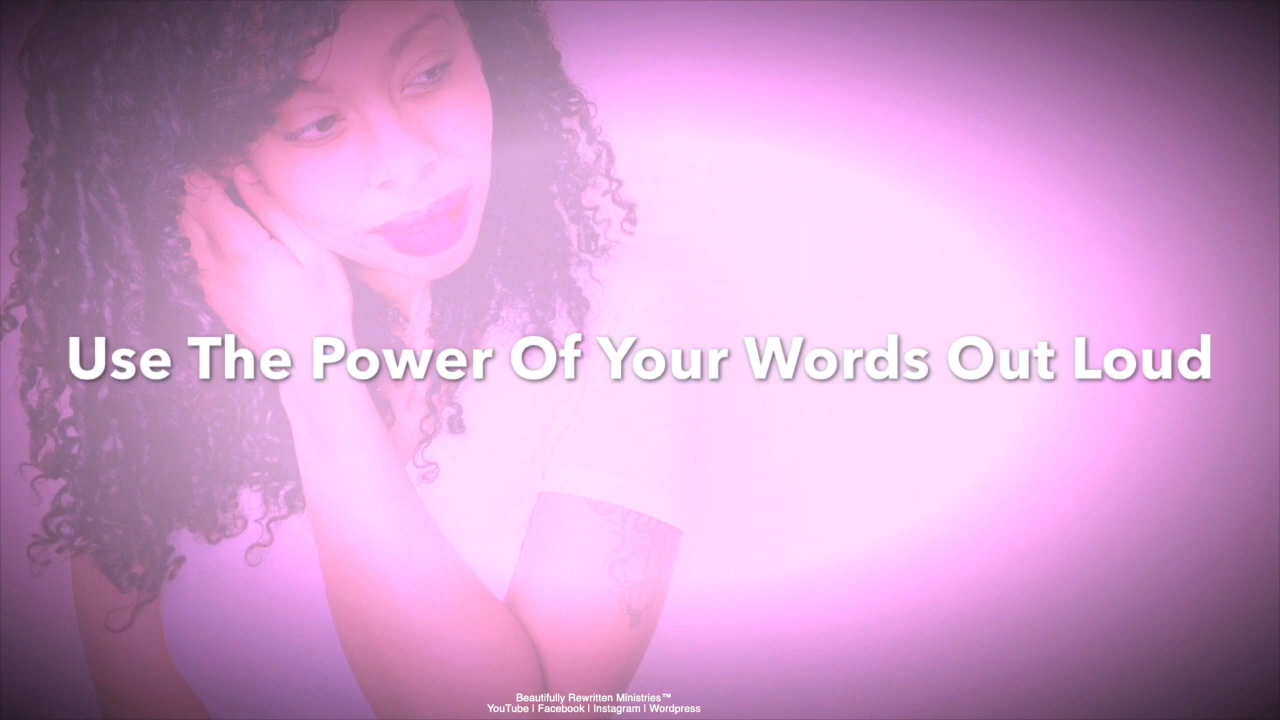 Use The Power Of Your Words Out Loud
Beautifully Rewritten Ministries™
YouTube | Facebook | Instagram | Wordpress